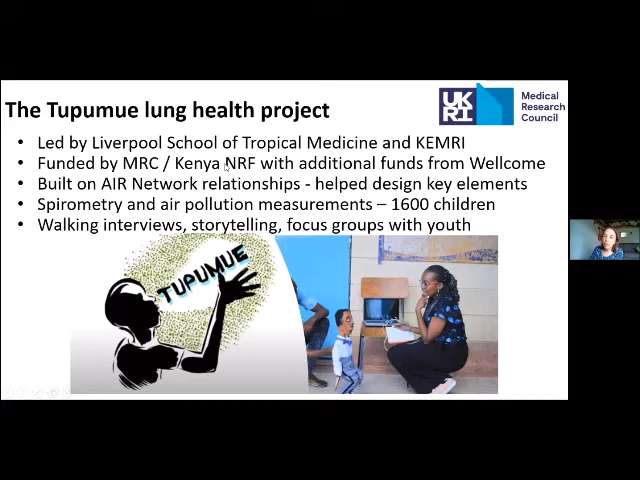 The Tupumue lung health project
UK
RI
Medical
Research
Council
• Led by Liverpool School of Tropical Medicine and KEMRI
• Funded by MRC / Kenya NRF with additional funds from Wellcome
• Built on AIR Network relationships - helped design key elements
• Spirometry and air pollution measurements – 1600 children
• Walking interviews, storytelling, focus groups with youth
TUPUMUE